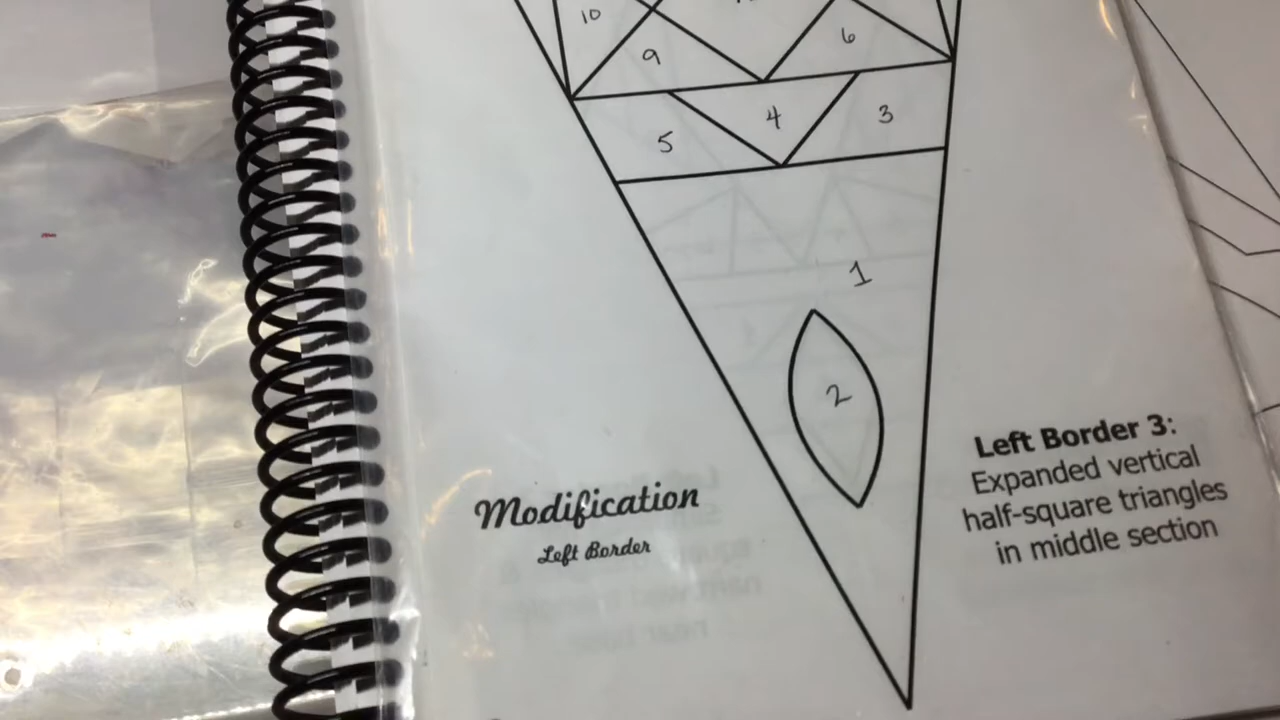 10
9
6
5
4
3
1
2
Modification
Left Border
Left Border 3:
Expanded vertical
half-square triangles
in middle section